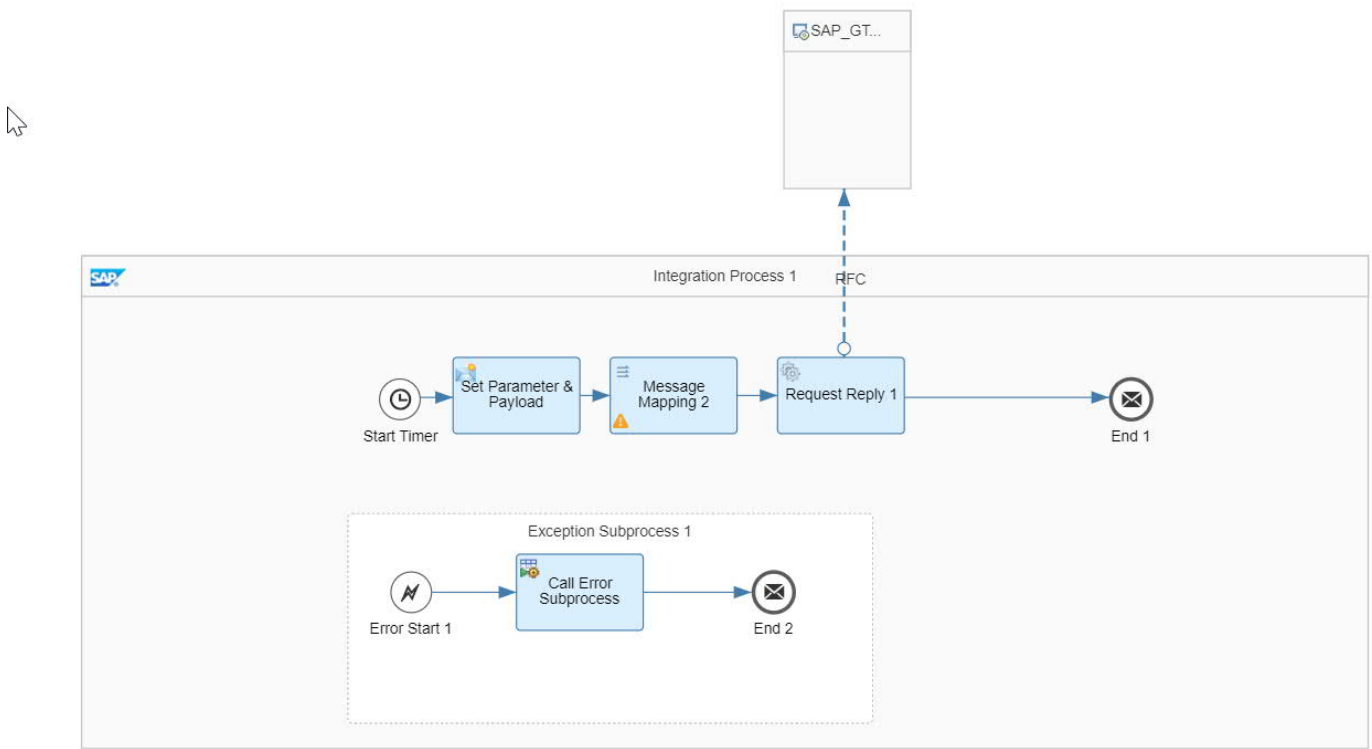 SAP_GT...
SAP
Integration Process 1
RFC
Set Parameter &
Payload
Message
Mapping 2
Request Reply 1
Start Timer
End 1
Exception Subprocess 1
Call Error
Subprocess
Error Start 1
End 2